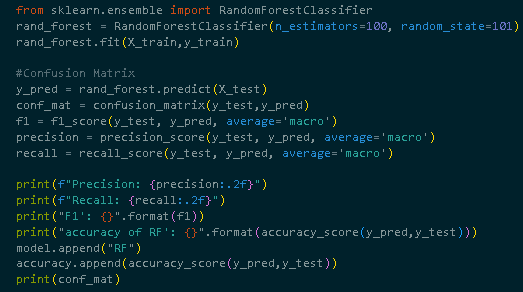 from sklearn.ensemble import RandomForestClassifier
rand_forest = RandomForestClassifier(n_estimators=100, random_state=101)
rand_forest.fit(X_train,y_train)
#Confusion Matrix
y_pred = rand_forest.predict(X_test)
conf_mat = confusion_matrix(y_test,y_pred)
f1 = f1_score(y_test, y_pred, average='macro')
precision = precision_score(y_test, y_pred, average='macro')
recall = recall_score(y_test, y_pred, average='macro')
print(f"Precision: {precision:.2f}")
print(f"Recall: {recall:.2f}")
print("F1': {}".format(f1))
print("accuracy of RF': {}".format(accuracy_score(y_pred,y_test)))
model.append("RF")
accuracy.append(accuracy_score(y_pred,y_test))
print(conf_mat)